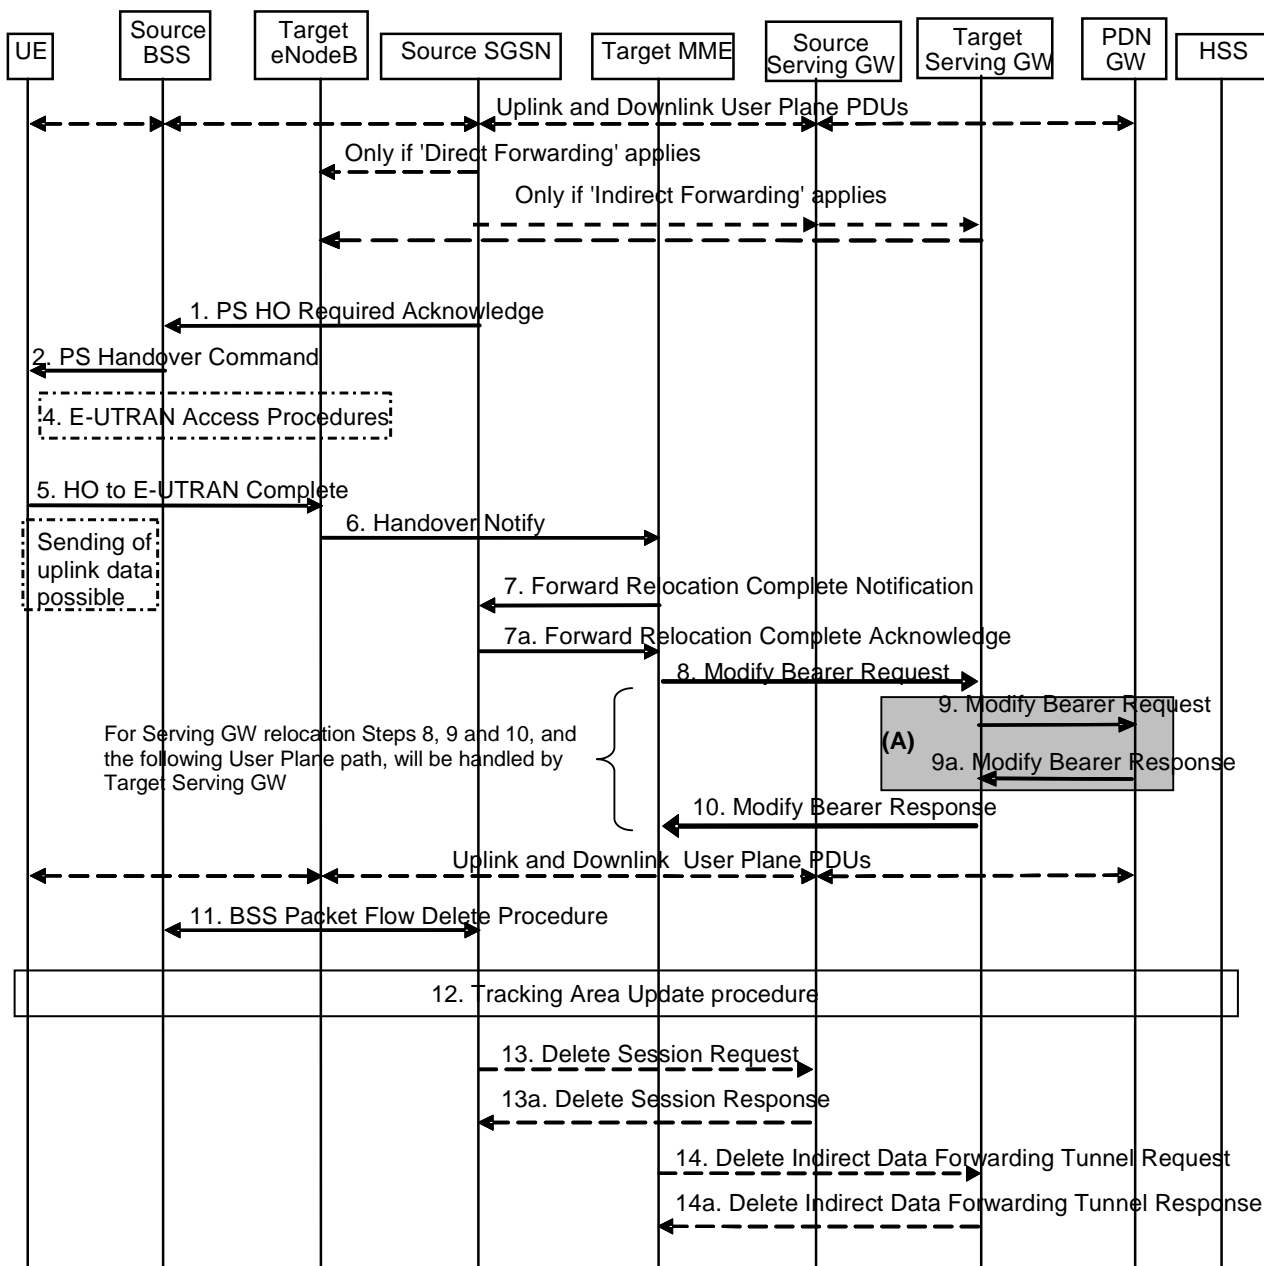 UE
Source
BSS
Target
eNodeB
Source SGSN
Target MME
Source
Serving GW
Target
Serving GW
PDN
GW
HSS
Uplink and Downlink User Plane PDUs
Only if 'Direct Forwarding' applies
Only if 'Indirect Forwarding' applies
1. PS HO Required Acknowledge
2. PS Handover Command
4. E-UTRAN Access Procedures
5. HO to E-UTRAN Complete
6. Handover Notify
Sending of
uplink data
possible
7. Forward Relocation Complete Notification
7a. Forward Relocation Complete Acknowledge
8. Modify Bearer Request
9. Modify Bearer Request
(A)
9a. Modify Bearer Response
For Serving GW relocation Steps 8, 9 and 10, and
the following User Plane path, will be handled by
Target Serving GW
10. Modify Bearer Response
Uplink and Downlink User Plane PDUs
11. BSS Packet Flow Delete Procedure
12. Tracking Area Update procedure
13. Delete Session Request
13a. Delete Session Response
14. Delete Indirect Data Forwarding Tunnel Request
14a. Delete Indirect Data Forwarding Tunnel Response